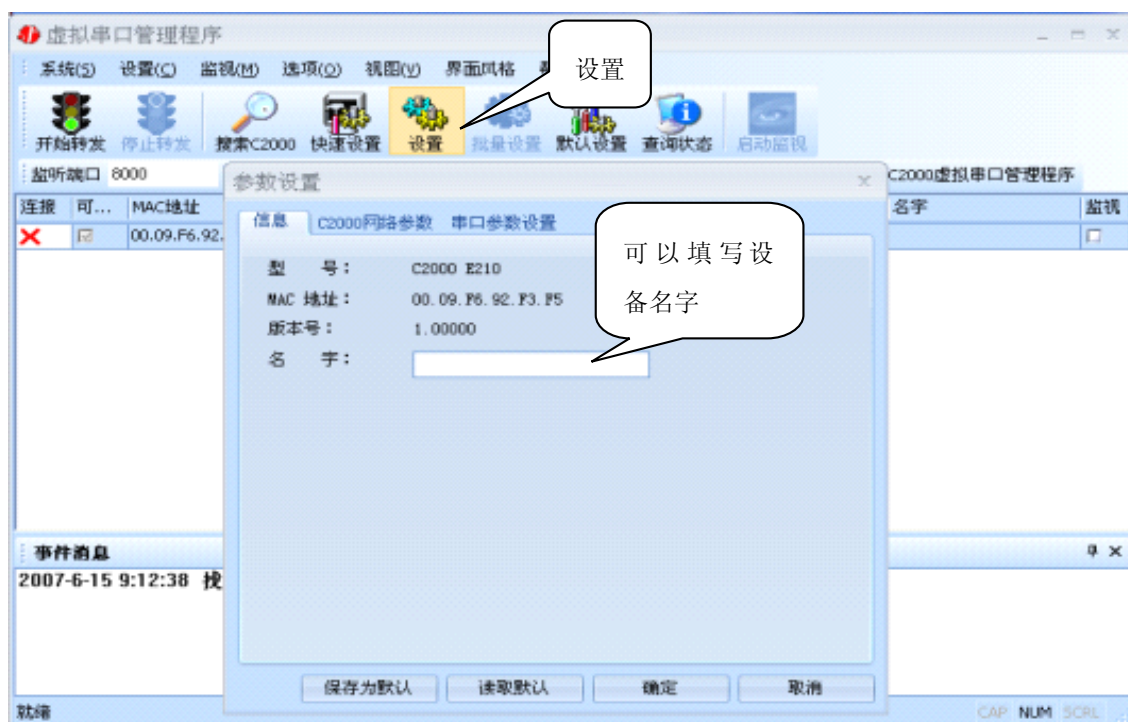 虚拟串口管理程序
系统(S) 设置(C) 监视(M) 选项(O) 视图(V) 界面风格
设置
开始转发 停止转发 搜索C2000 快速设置 设置 批量设置 默认设置 查询状态 启动监视
监听端口 8000
C2000虚拟串口管理程序
连接 可... MAC地址 名字 监视
00.09.F6.92.
参数设置
信息 C2000网络参数 串口参数设置
可以填写设
备名字
型 号: C2000 E210
MAC 地址: 00.09.F6.92.F3.F5
版本号: 1.00000
名 字:
事件消息
2007-6-15 9:12:38 找
保存为默认 读取默认 确定 取消
就绪 CAP NUM SCRL